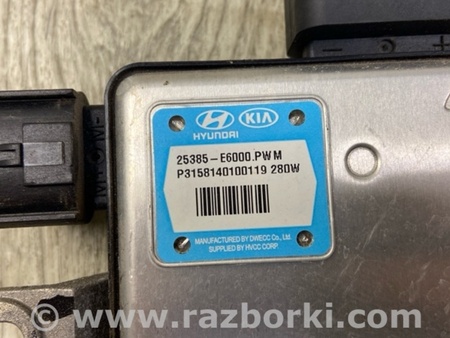 HYUNDAI
KIA
25385-E6000.PWM
P3158140100119 280W
MANUFACTURED BY DWECC Co., Ltd.
SUPPLIED BY HVCC CORP.
www.razborki.com